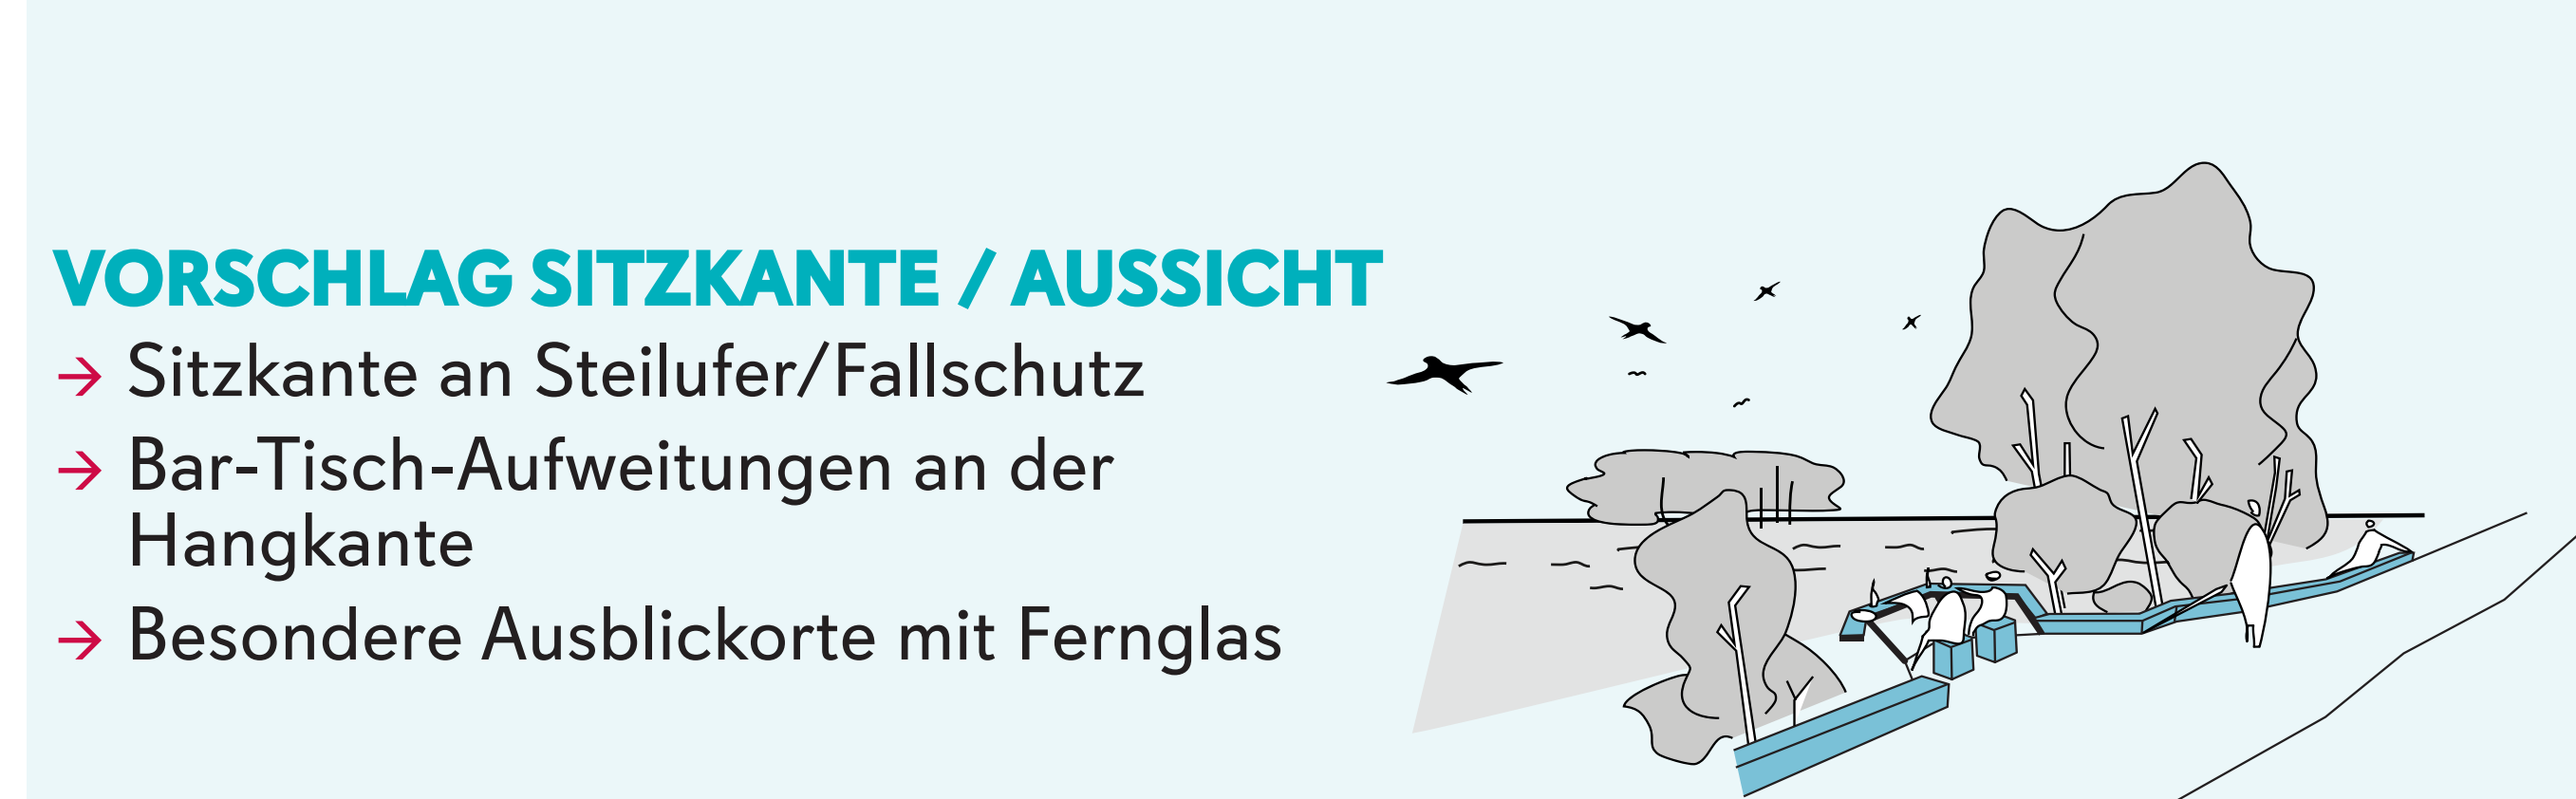 VORSCHLAG SITZKANTE / AUSSICHT
→ Sitzkante an Steilufer/Fallschutz
→ Bar-Tisch-Aufweitungen an der
Hangkante
→ Besondere Ausblickorte mit Fernglas